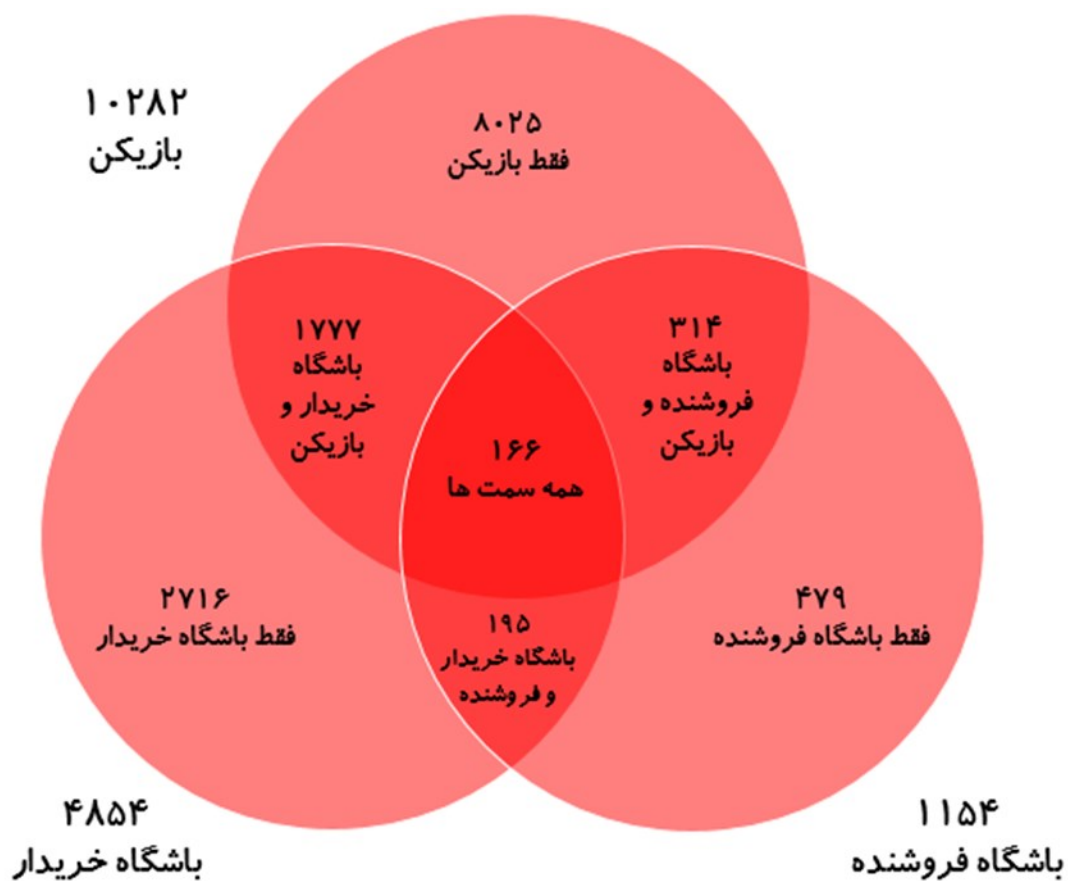 ۱۰۲۸۲
بازیکن
۸۰۲۵
فقط بازیکن
۱۷۷۷
باشگاه
خریدار و
بازیکن
۳۱۴
باشگاه
فروشنده و
بازیکن
۱۶۶
همه سمت ها
۲۷۱۶
فقط باشگاه خریدار
۱۹۵
باشگاه خریدار
و فروشنده
۴۷۹
فقط باشگاه فروشنده
۴۸۵۴
باشگاه خریدار
۱۱۵۴
باشگاه فروشنده